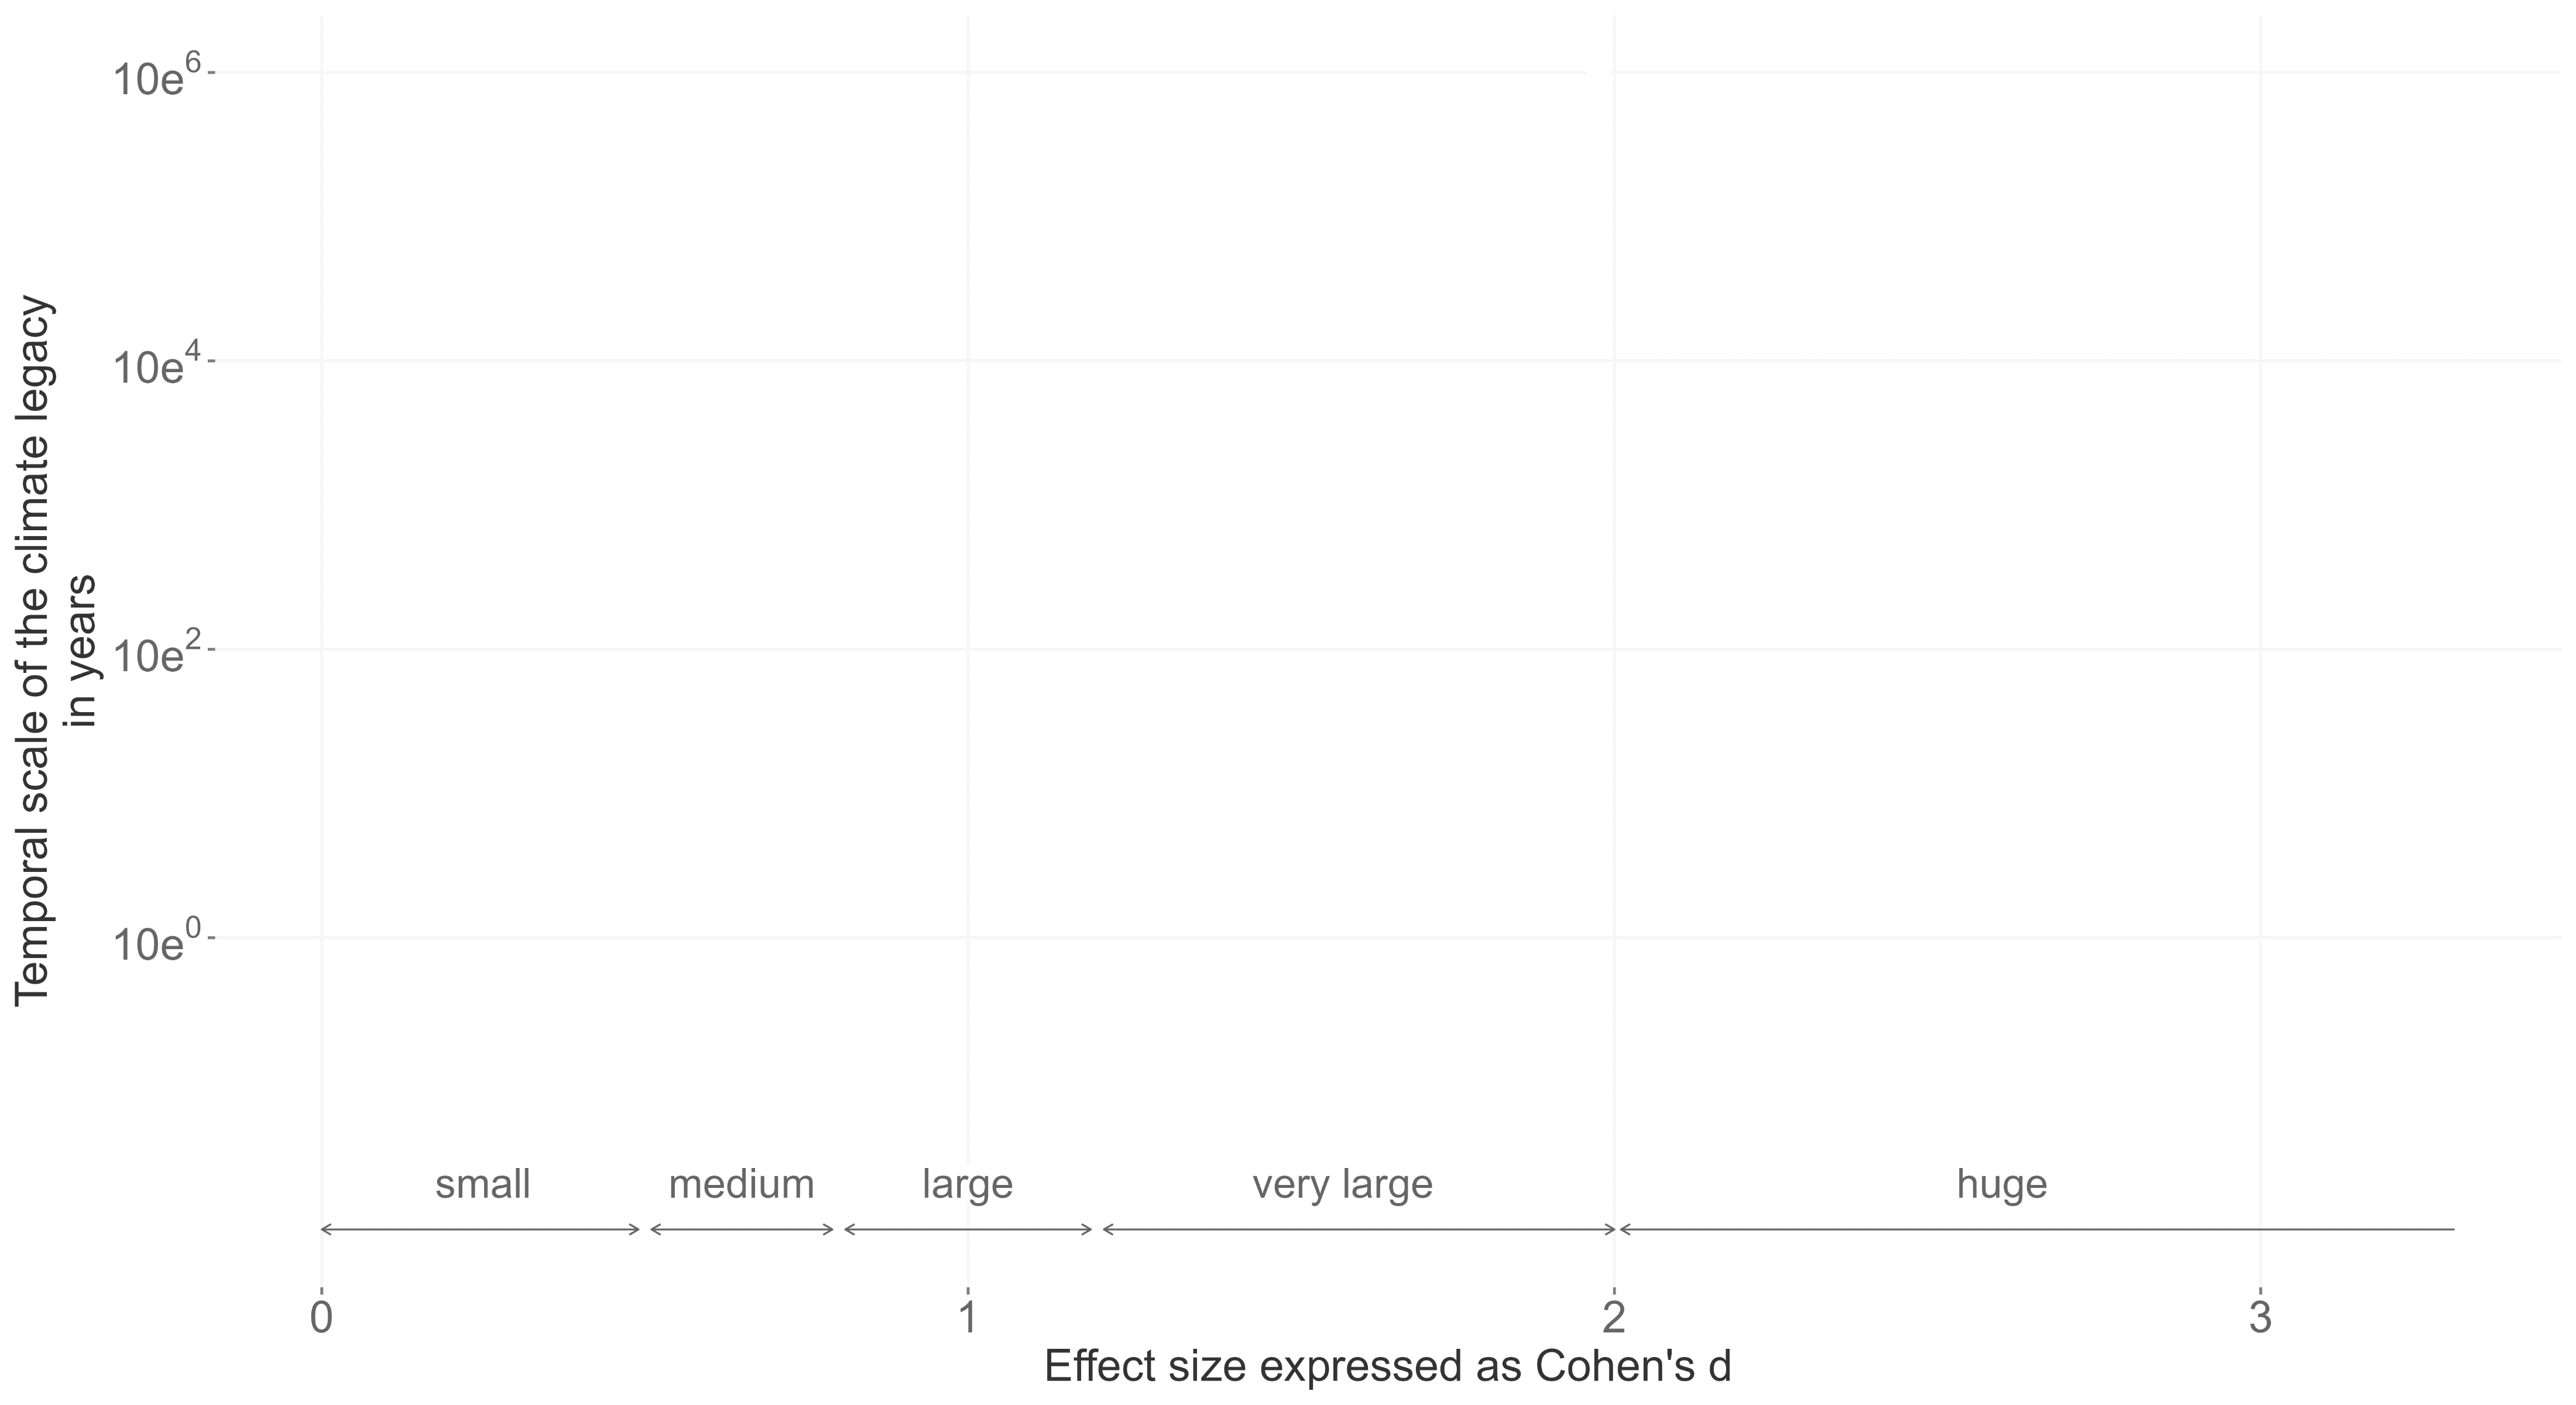 Temporal scale of the climate legacy
in years
10e⁶
10e⁴
10e²
10e⁰
small medium large very large huge
0 1 2 3
Effect size expressed as Cohen's d